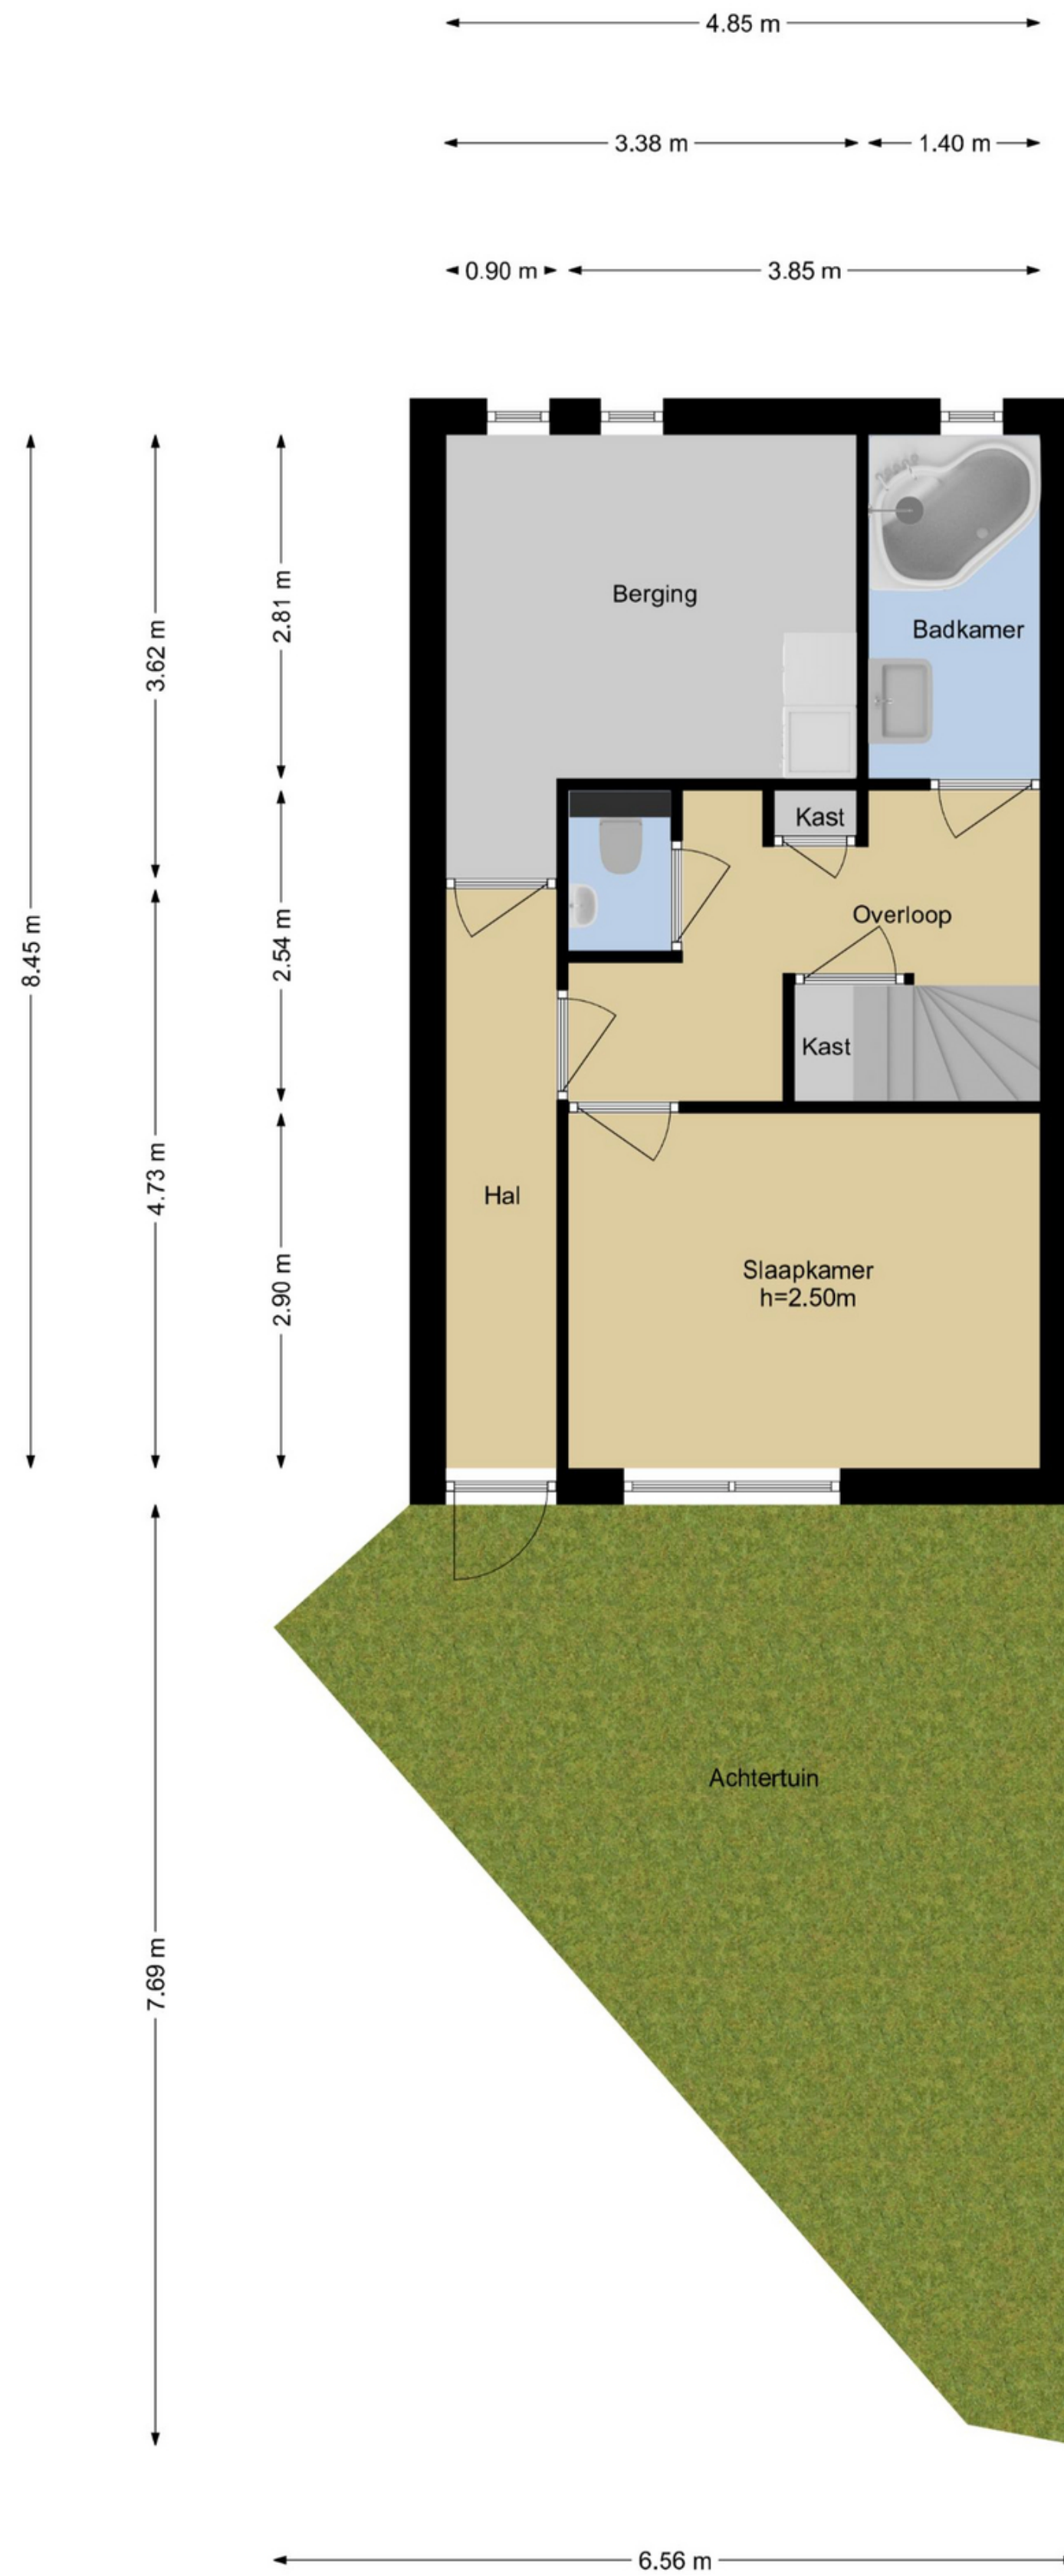 4.85 m
3.38 m
1.40 m
0.90 m
3.85 m
8.45 m
3.62 m
2.81 m
Berging
Badkamer
Kast
Overloop
2.54 m
Kast
4.73 m
Hal
2.90 m
Slaapkamer
h=2.50m
Achtertuin
7.69 m
6.56 m